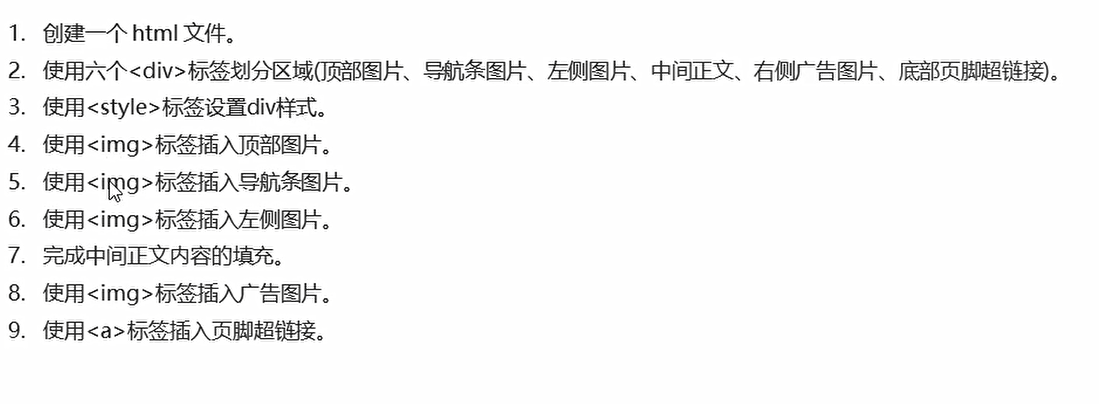 1. 创建一个 html 文件。
2. 使用六个<div>标签划分区域(顶部图片、导航条图片、左侧图片、中间正文、右侧广告图片、底部页脚超链接)。
3. 使用<style>标签设置div样式。
4. 使用<img>标签插入顶部图片。
5. 使用<img>标签插入导航条图片。
6. 使用<img>标签插入左侧图片。
7. 完成中间正文内容的填充。
8. 使用<img>标签插入广告图片。
9. 使用<a>标签插入页脚超链接。